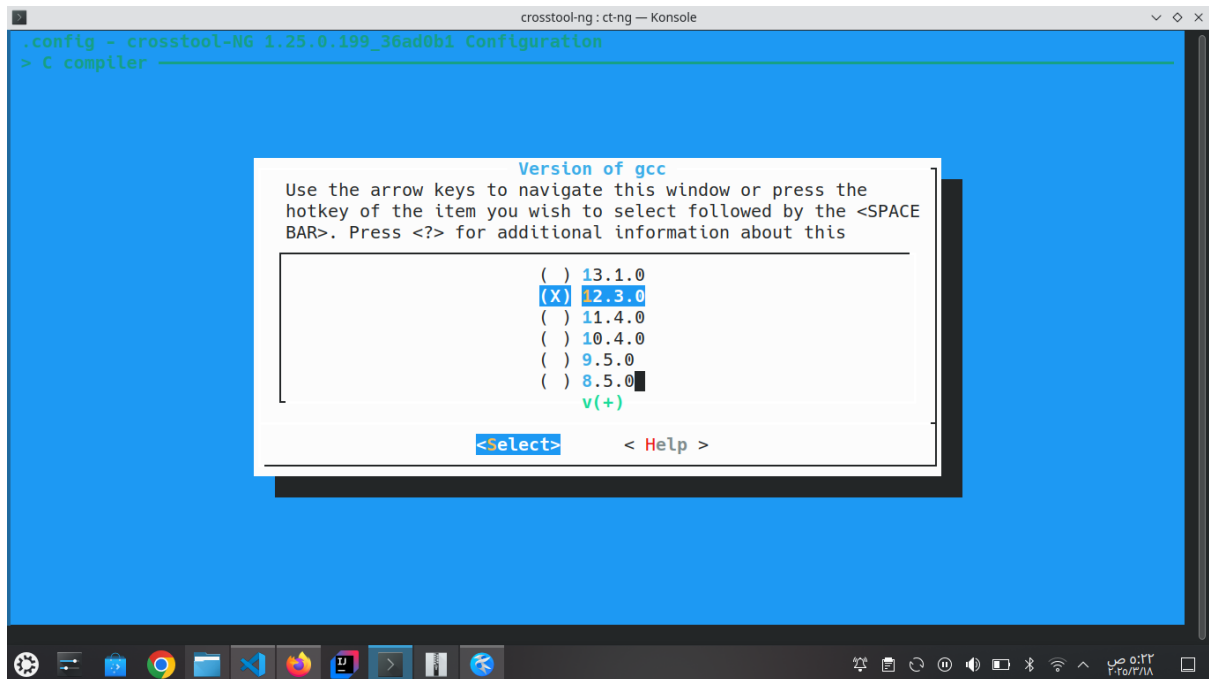 crosstool-ng : ct-ng — Konsole
.config - crosstool-NG 1.25.0.199_36ad0b1 Configuration
> C compiler
Version of gcc
Use the arrow keys to navigate this window or press the
hotkey of the item you wish to select followed by the <SPACE
BAR>. Press <?> for additional information about this
( ) 13.1.0
(X) 12.3.0
( ) 11.4.0
( ) 10.4.0
( ) 9.5.0
( ) 8.5.0
v(+)
<Select> < Help >
٥:٢٢ ص
٢٠٢٥/٣/١٨